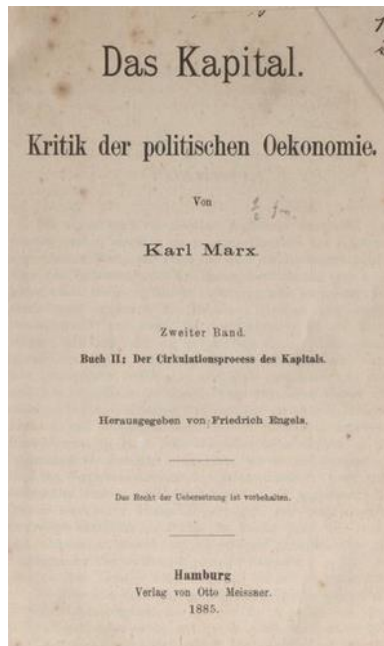 Das Kapital.
Kritik der politischen Oekonomie.
Von
Karl Marx.
Zweiter Band.
Buch II: Der Cirkulationsprocess des Kapitals.
Herausgegeben von Friedrich Engels.
Das Recht der Uebersetzung ist vorbehalten.
Hamburg
Verlag von Otto Meissner.
1885.